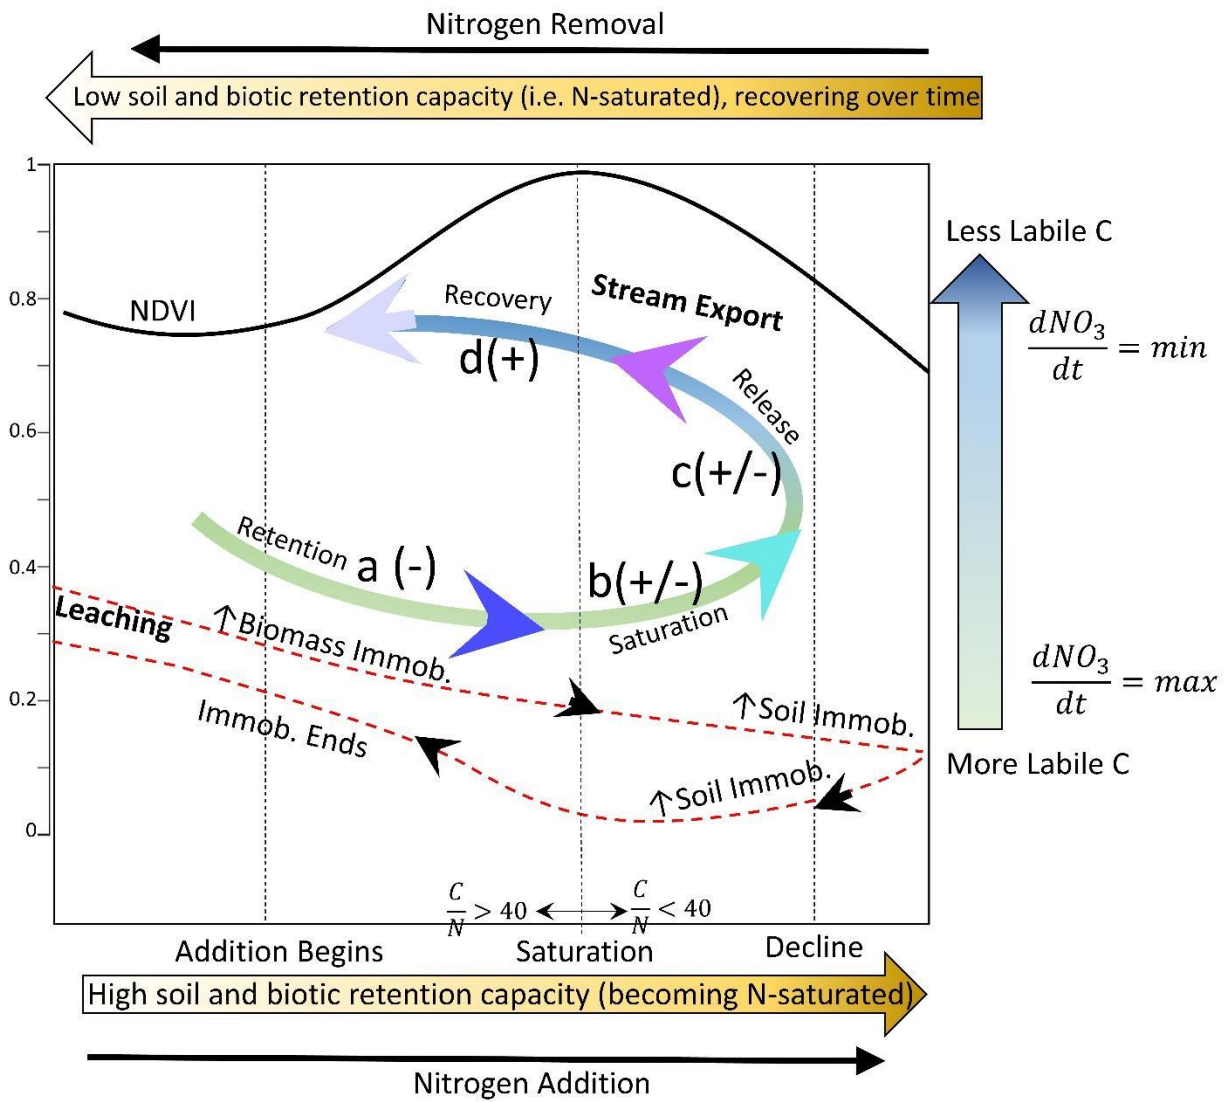 Nitrogen Removal
Low soil and biotic retention capacity (i.e. N-saturated), recovering over time
1
0.8
0.6
0.4
0.2
0
NDVI
Recovery
Stream Export
d(+)
Release
c(+/-)
Retention
a (-)
b(+/-)
Saturation
Leaching
↑Biomass Immob.
↑Soil Immob.
Immob. Ends
↑Soil Immob.
C/N > 40
C/N < 40
Less Labile C
dNO₃/dt = min
dNO₃/dt = max
More Labile C
Addition Begins
Saturation
Decline
High soil and biotic retention capacity (becoming N-saturated)
Nitrogen Addition